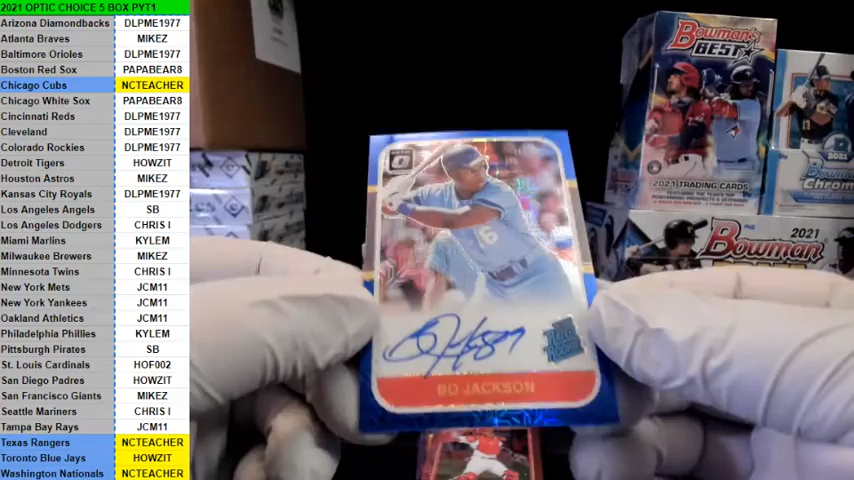 2021 OPTIC CHOICE 5 BOX PYT1
Arizona Diamondbacks DLPME1977
Atlanta Braves MIKEZ
Baltimore Orioles DLPME1977
Boston Red Sox PAPABEAR8
Chicago Cubs NCTEACHER
Chicago White Sox PAPABEAR8
Cincinnati Reds DLPME1977
Cleveland DLPME1977
Colorado Rockies DLPME1977
Detroit Tigers HOWZIT
Houston Astros MIKEZ
Kansas City Royals DLPME1977
Los Angeles Angels SB
Los Angeles Dodgers CHRIS I
Miami Marlins KYLEM
Milwaukee Brewers MIKEZ
Minnesota Twins CHRIS I
New York Mets JCM11
New York Yankees JCM11
Oakland Athletics JCM11
Philadelphia Phillies KYLEM
Pittsburgh Pirates SB
St. Louis Cardinals HOF002
San Diego Padres HOWZIT
San Francisco Giants MIKEZ
Seattle Mariners CHRIS I
Tampa Bay Rays JCM11
Texas Rangers NCTEACHER
Toronto Blue Jays HOWZIT
Washington Nationals NCTEACHER
16
Bo Jackson
RATED ROOKIE
BO JACKSON
Bowman's
BEST
2021 TRADING CARDS
2021
Bowman
Chrome
2021
Bowman